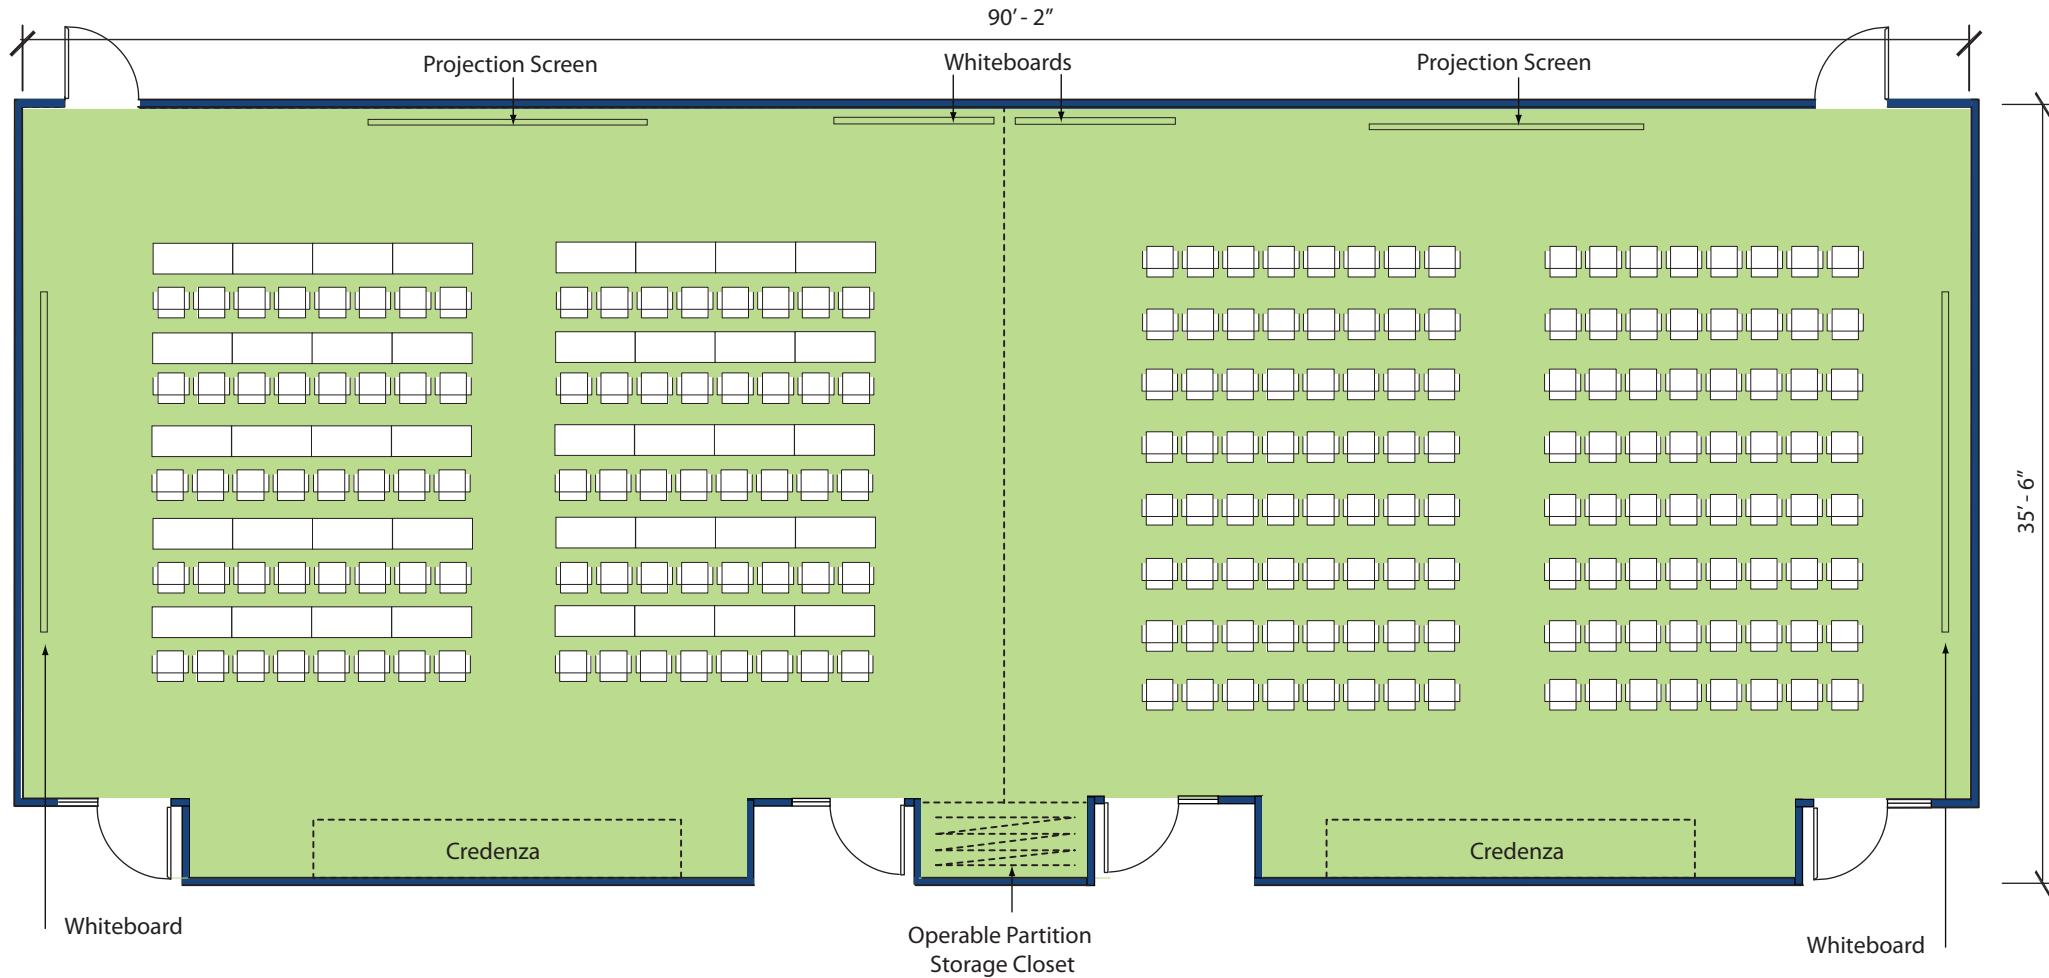 90’ - 2”
Projection Screen
Whiteboards
Projection Screen
35’ - 6”
Credenza
Credenza
Whiteboard
Operable Partition
Storage Closet
Whiteboard